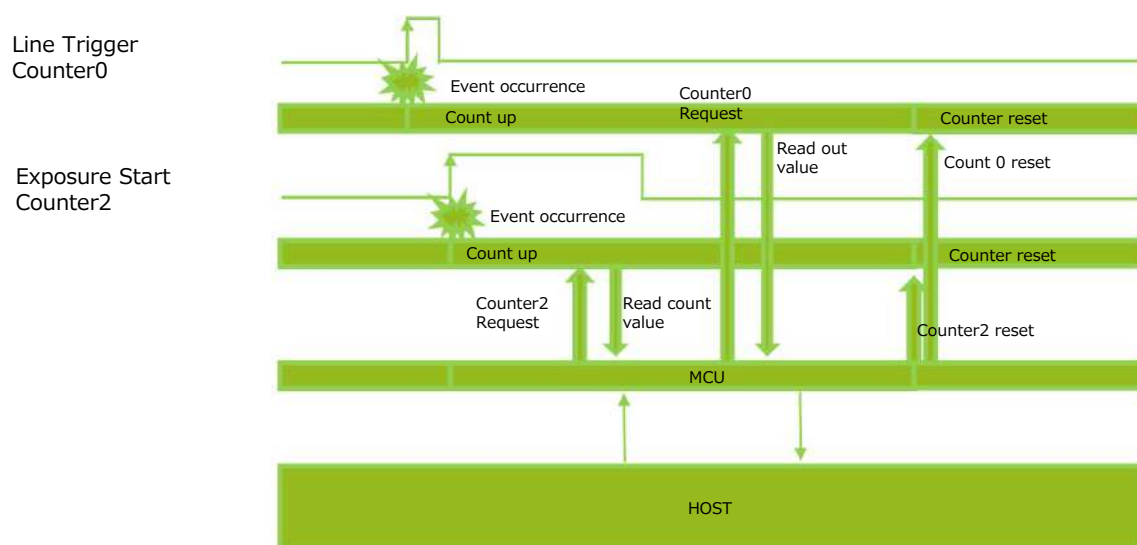 Line Trigger
Counter0
Event occurrence
Counter0
Request
Count up
Counter reset
Read out
value
Count 0 reset
Exposure Start
Counter2
Event occurrence
Count up
Counter reset
Counter2
Request
Read count
value
Counter2 reset
MCU
HOST